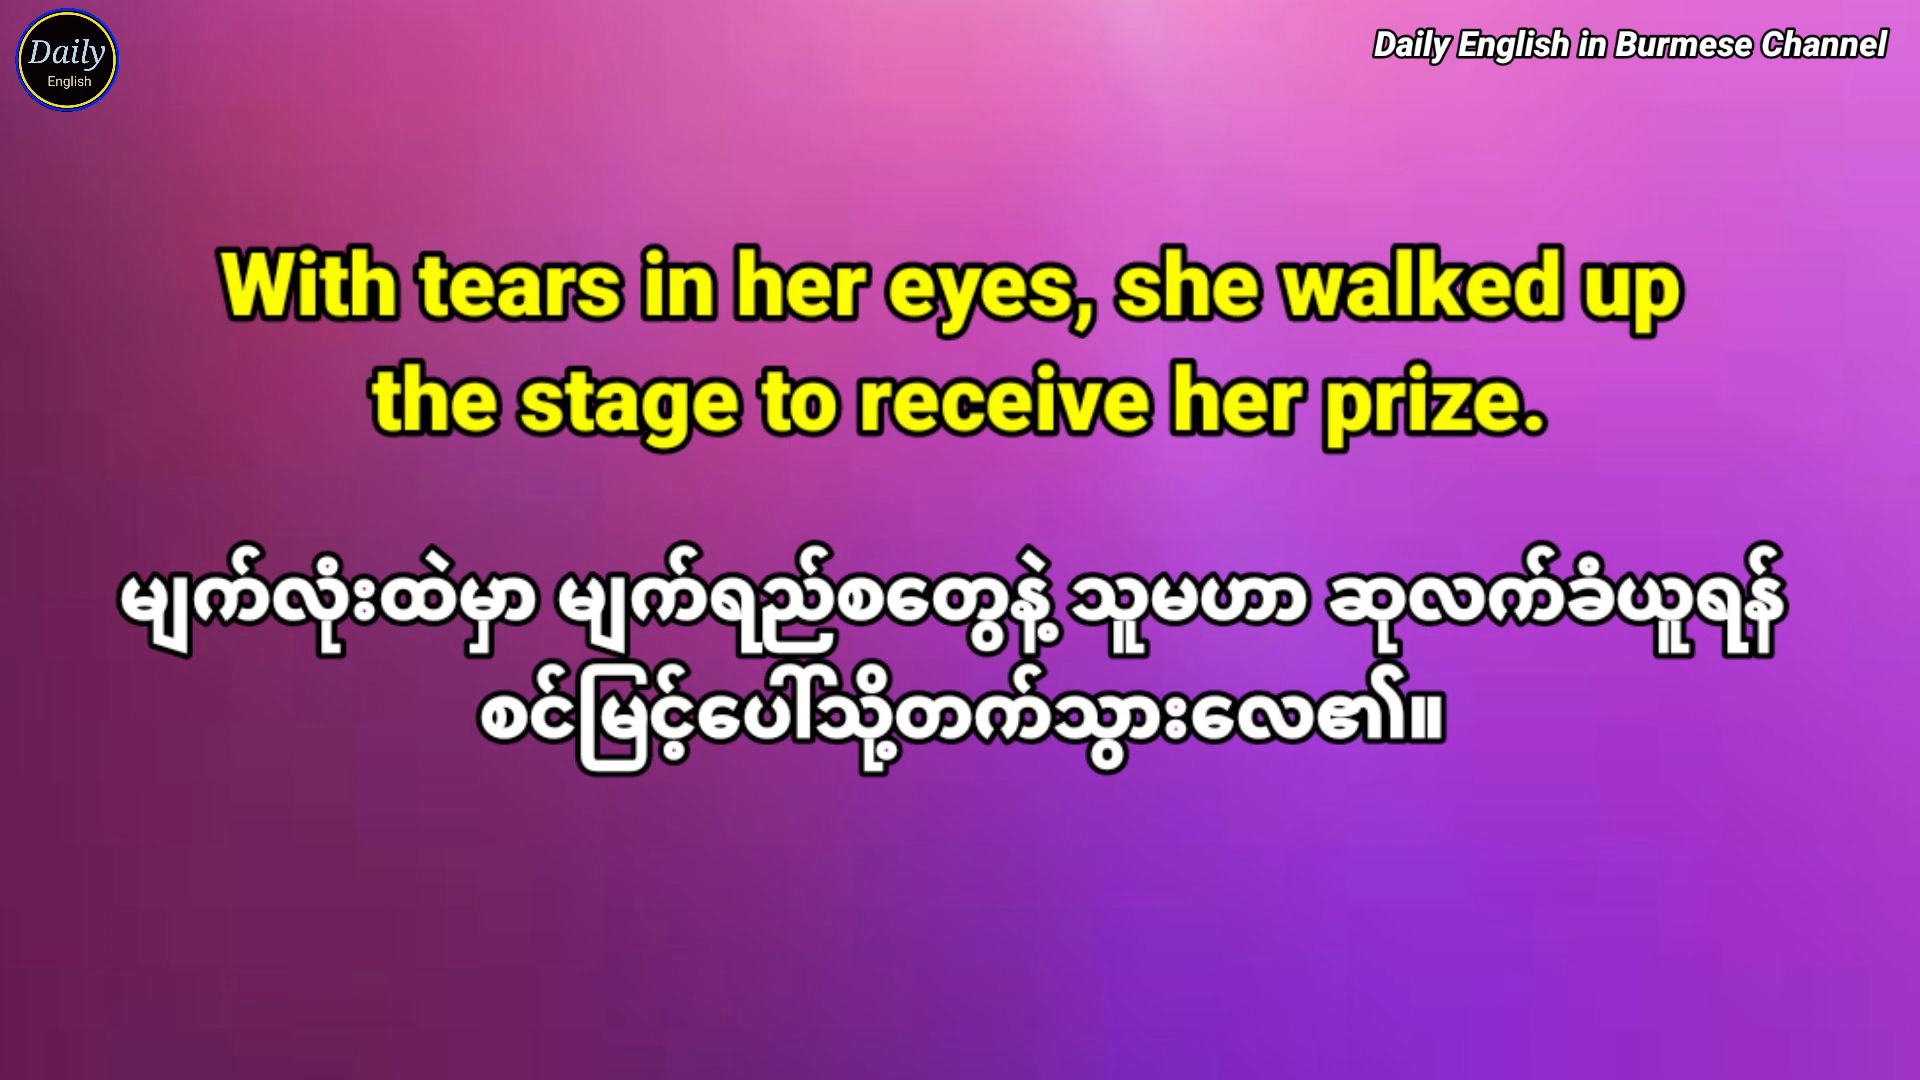 Daily
English
Daily English in Burmese Channel
With tears in her eyes, she walked up
the stage to receive her prize.
မျက်လုံးထဲမှာ မျက်ရည်စတွေနဲ့ သူမဟာ ဆုလက်ခံယူရန်
စင်မြင့်ပေါ်သို့တက်သွားလေ၏။